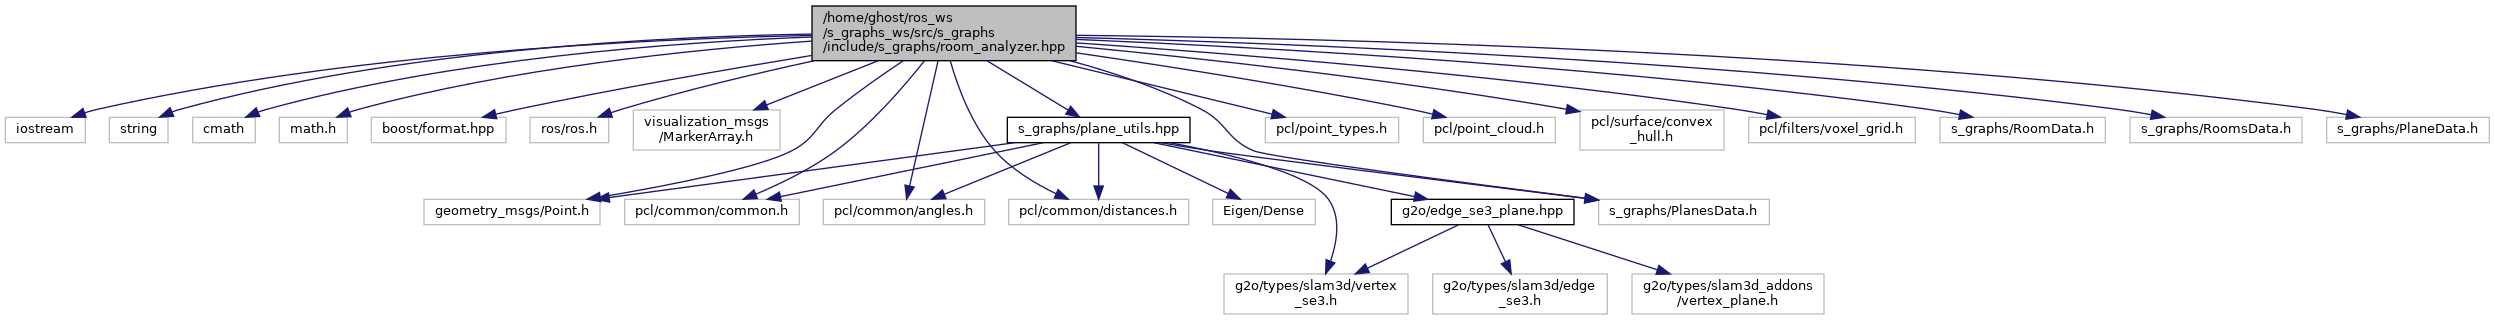 /home/ghost/ros_ws
/s_graphs_ws/src/s_graphs
/include/s_graphs/room_analyzer.hpp
iostream
string
cmath
math.h
boost/format.hpp
ros/ros.h
visualization_msgs
/MarkerArray.h
s_graphs/plane_utils.hpp
pcl/point_types.h
pcl/point_cloud.h
pcl/surface/convex
_hull.h
pcl/filters/voxel_grid.h
s_graphs/RoomData.h
s_graphs/RoomsData.h
s_graphs/PlaneData.h
geometry_msgs/Point.h
pcl/common/common.h
pcl/common/angles.h
pcl/common/distances.h
Eigen/Dense
g2o/edge_se3_plane.hpp
s_graphs/PlanesData.h
g2o/types/slam3d/vertex
_se3.h
g2o/types/slam3d/edge
_se3.h
g2o/types/slam3d_addons
/vertex_plane.h